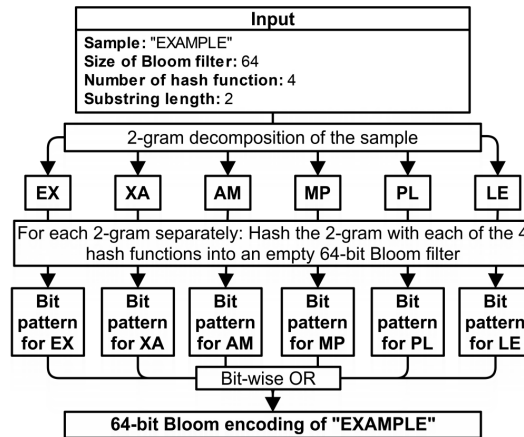 Input
Sample: "EXAMPLE"
Size of Bloom filter: 64
Number of hash function: 4
Substring length: 2
2-gram decomposition of the sample
EX XA AM MP PL LE
For each 2-gram separately: Hash the 2-gram with each of the 4
hash functions into an empty 64-bit Bloom filter
Bit Bit Bit Bit Bit Bit
pattern pattern pattern pattern pattern pattern
for EX for XA for AM for MP for PL for LE
Bit-wise OR
64-bit Bloom encoding of "EXAMPLE"